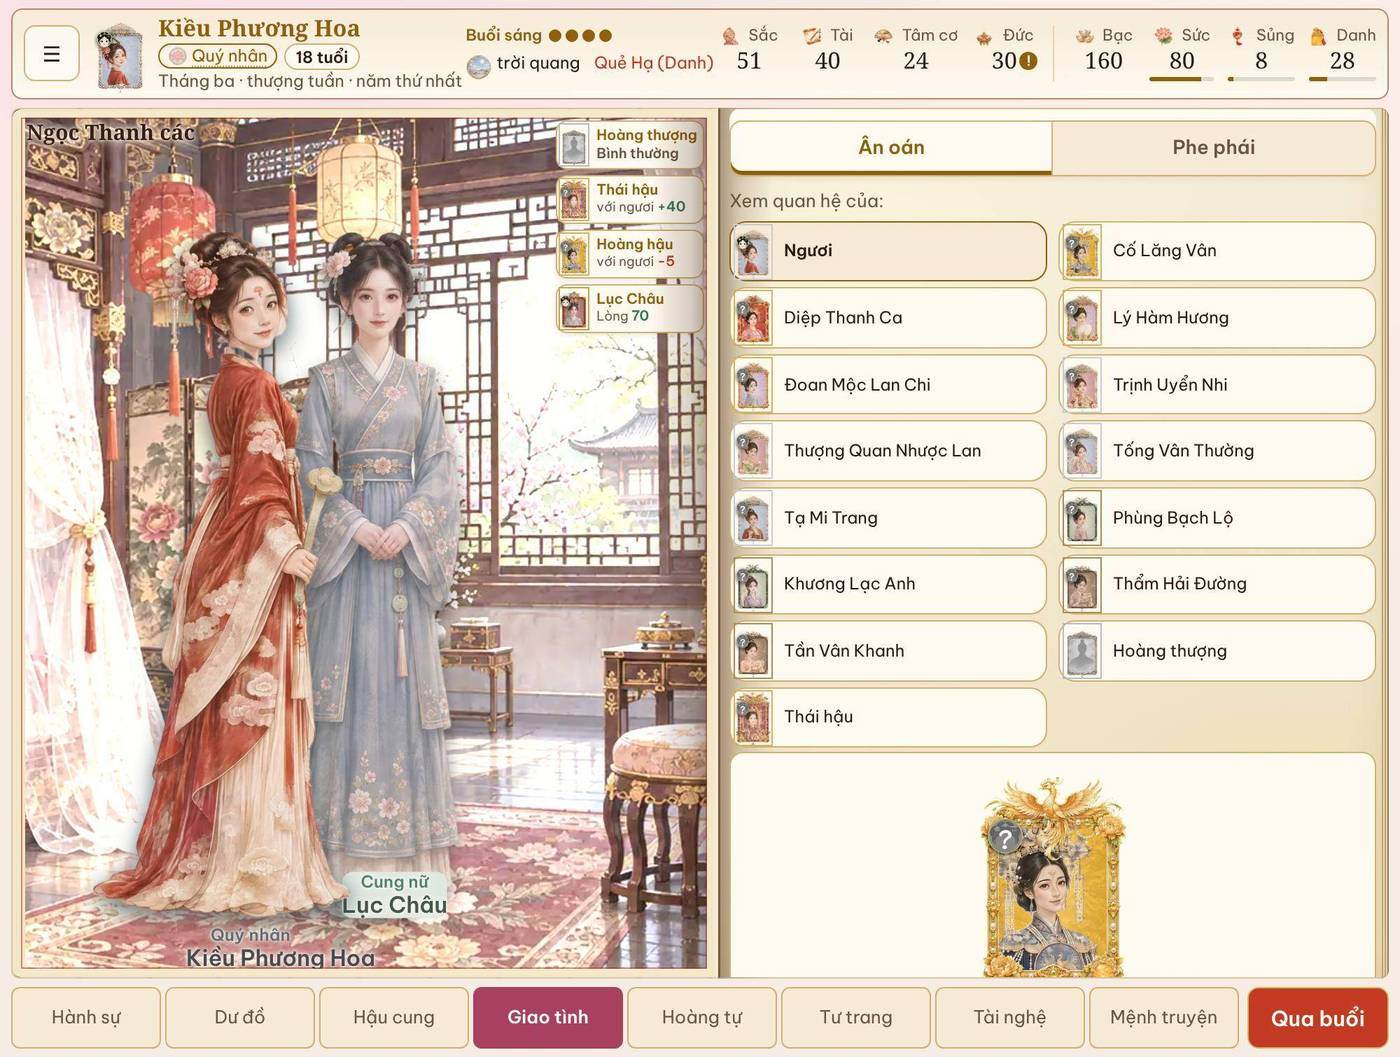 ☰
Kiều Phương Hoa
Quý nhân
18 tuổi
Tháng ba · thượng tuần · năm thứ nhất
Buổi sáng
trời quang
Quẻ Hạ (Danh)
Sắc
51
Tài
40
Tâm cơ
24
Đức
30!
Bạc
160
Sức
80
Sủng
8
Danh
28
Ngọc Thanh các
Hoàng thượng
Bình thường
Thái hậu
với ngươi +40
Hoàng hậu
với ngươi -5
Lục Châu
Lòng 70
Cung nữ
Lục Châu
Quý nhân
Kiều Phương Hoa
Ân oán
Phe phái
Xem quan hệ của:
Ngươi
? Cố Lăng Vân
? Diệp Thanh Ca
? Lý Hàm Hương
? Đoan Mộc Lan Chi
? Trịnh Uyển Nhi
? Thượng Quan Nhược Lan
? Tống Vân Thường
? Tạ Mi Trang
? Phùng Bạch Lộ
? Khương Lạc Anh
? Thẩm Hải Đường
? Tần Vân Khanh
Hoàng thượng
? Thái hậu
?
Hành sự
Dư đồ
Hậu cung
Giao tình
Hoàng tự
Tư trang
Tài nghệ
Mệnh truyện
Qua buổi